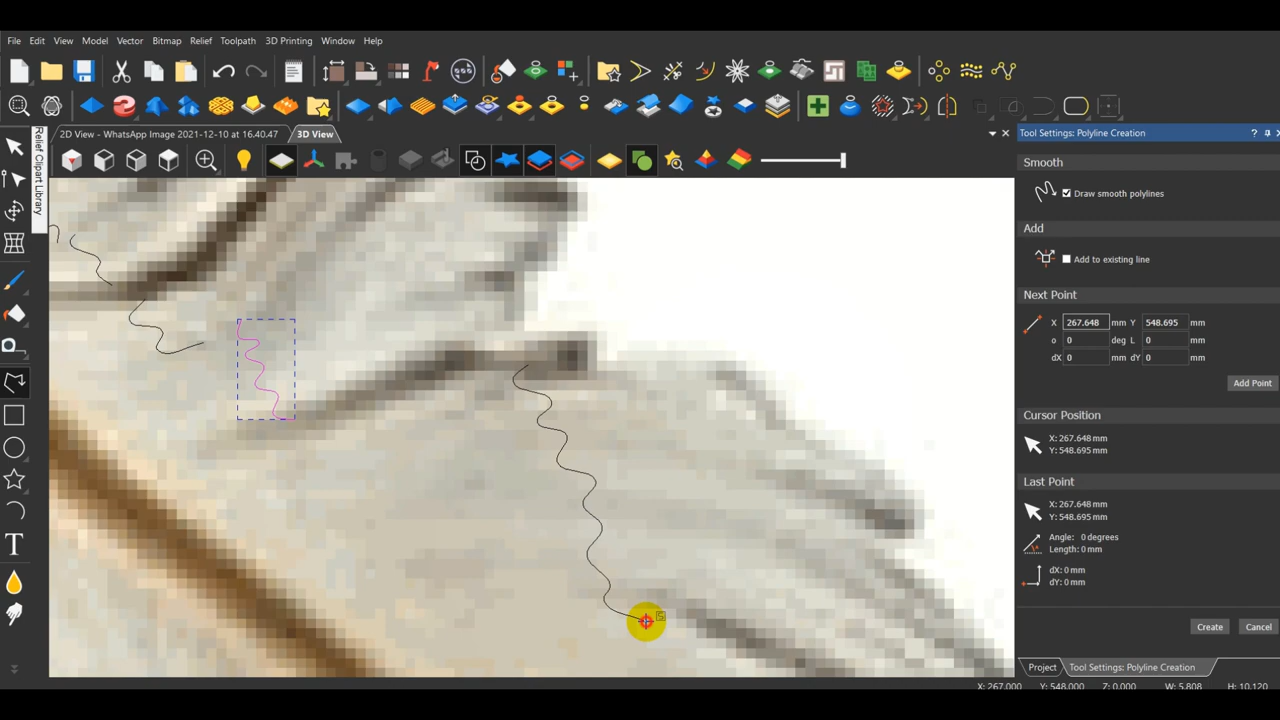 File Edit View Model Vector Bitmap Relief Toolpath 3D Printing Window Help
2D View - WhatsApp Image 2021-12-10 at 16.40.47 3D View
Relief Clipart Library
T
Tool Settings: Polyline Creation
Smooth
Draw smooth polylines
Add
Add to existing line
Next Point
X 267.648 mm Y 548.695 mm
o 0 deg L 0 mm
dX 0 mm dY 0 mm
Add Point
Cursor Position
X: 267.648 mm
Y: 548.695 mm
Last Point
X: 267.648 mm
Y: 548.695 mm
Angle: 0 degrees
Length: 0 mm
dX: 0 mm
dY: 0 mm
Create Cancel
Project Tool Settings: Polyline Creation
X: 267.000 Y: 548.000 Z: 0.000 W: 5.808 H: 10.120